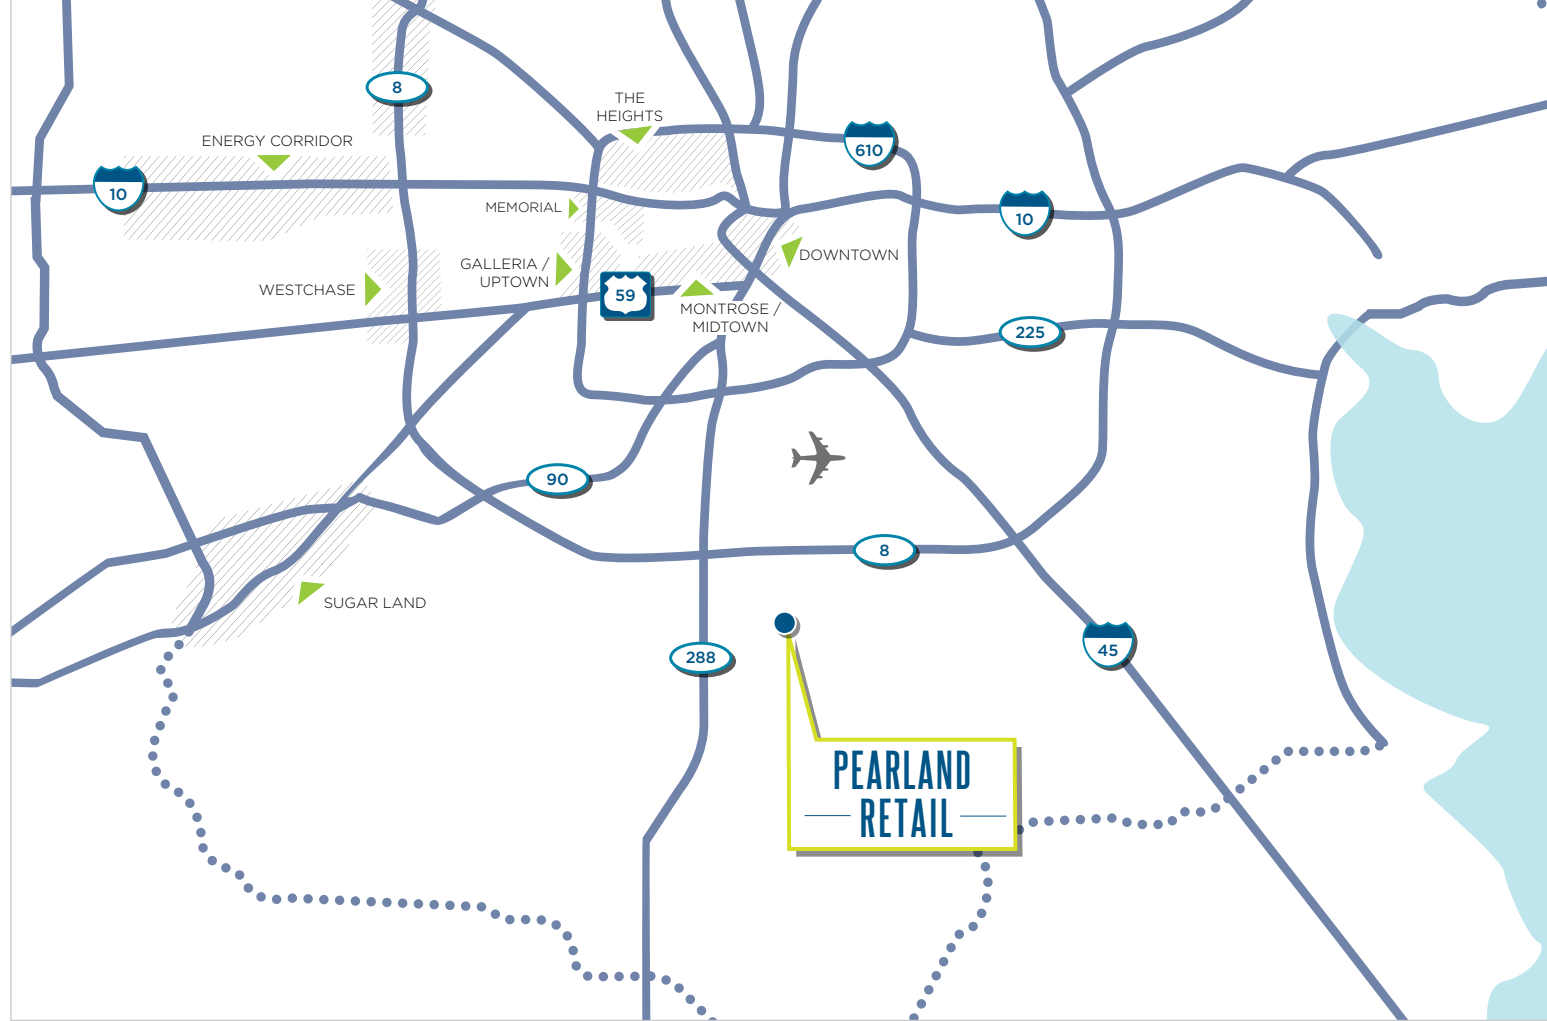 8
THE
HEIGHTS
ENERGY CORRIDOR
610
10
MEMORIAL
10
DOWNTOWN
GALLERIA /
UPTOWN
WESTCHASE
59
MONTROSE /
MIDTOWN
225
90
8
SUGAR LAND
45
288
PEARLAND
RETAIL